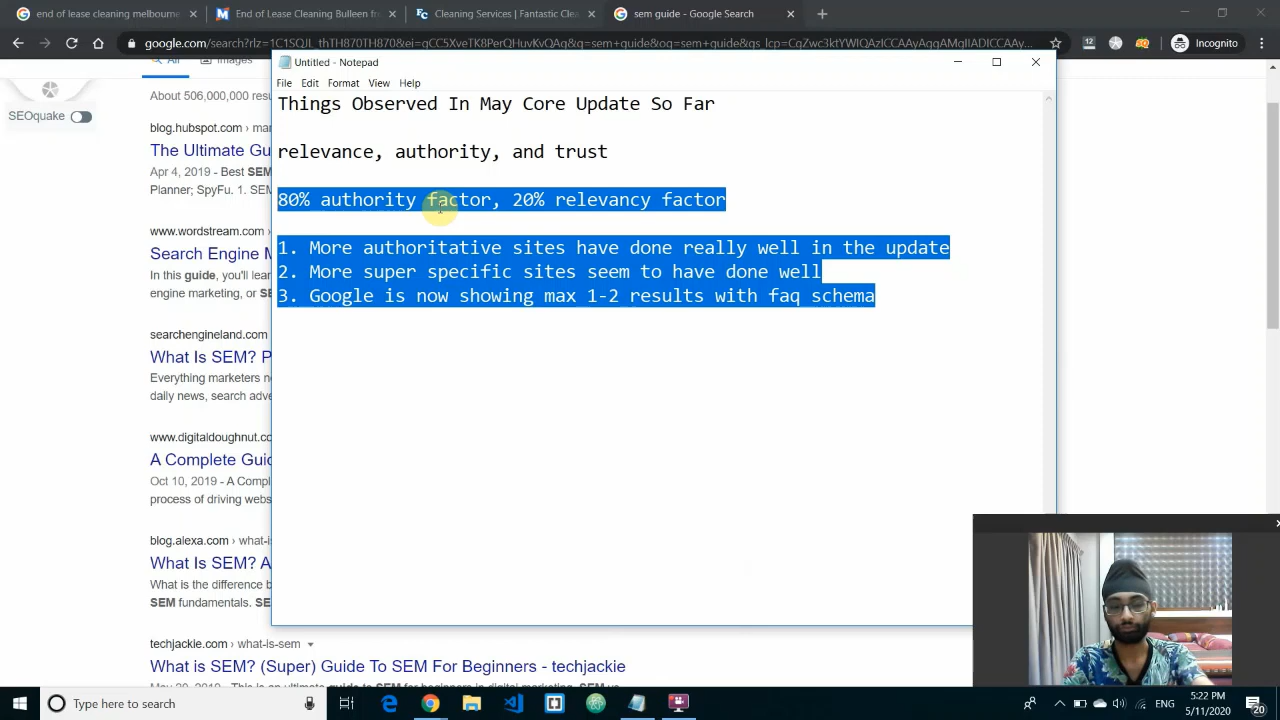 end of lease cleaning melbourne
End of Lease Cleaning Bulleen fr
Cleaning Services | Fantastic Clea
sem guide - Google Search
Incognito
Untitled - Notepad
File Edit Format View Help
Things Observed In May Core Update So Far
relevance, authority, and trust
80% authority factor, 20% relevancy factor
1. More authoritative sites have done really well in the update
2. More super specific sites seem to have done well
3. Google is now showing max 1-2 results with faq schema
SEOquake
All Images
About 506,000,000 resu
blog.hubspot.com › mar
The Ultimate Gu
Apr 4, 2019 - Best SEM
Planner; SpyFu. 1. SEM
www.wordstream.com
Search Engine M
In this guide, you'll lear
engine marketing, or SE
searchengineland.com
What Is SEM? P
Everything marketers ne
daily news, search adve
www.digitaldoughnut.co
A Complete Guid
Oct 10, 2019 - A Compl
process of driving webs
blog.alexa.com › what-is
What Is SEM? A
What is the difference b
SEM fundamentals. SE
techjackie.com › what-is-sem
What is SEM? (Super) Guide To SEM For Beginners - techjackie
Type here to search
ENG
5:22 PM
5/11/2020
20